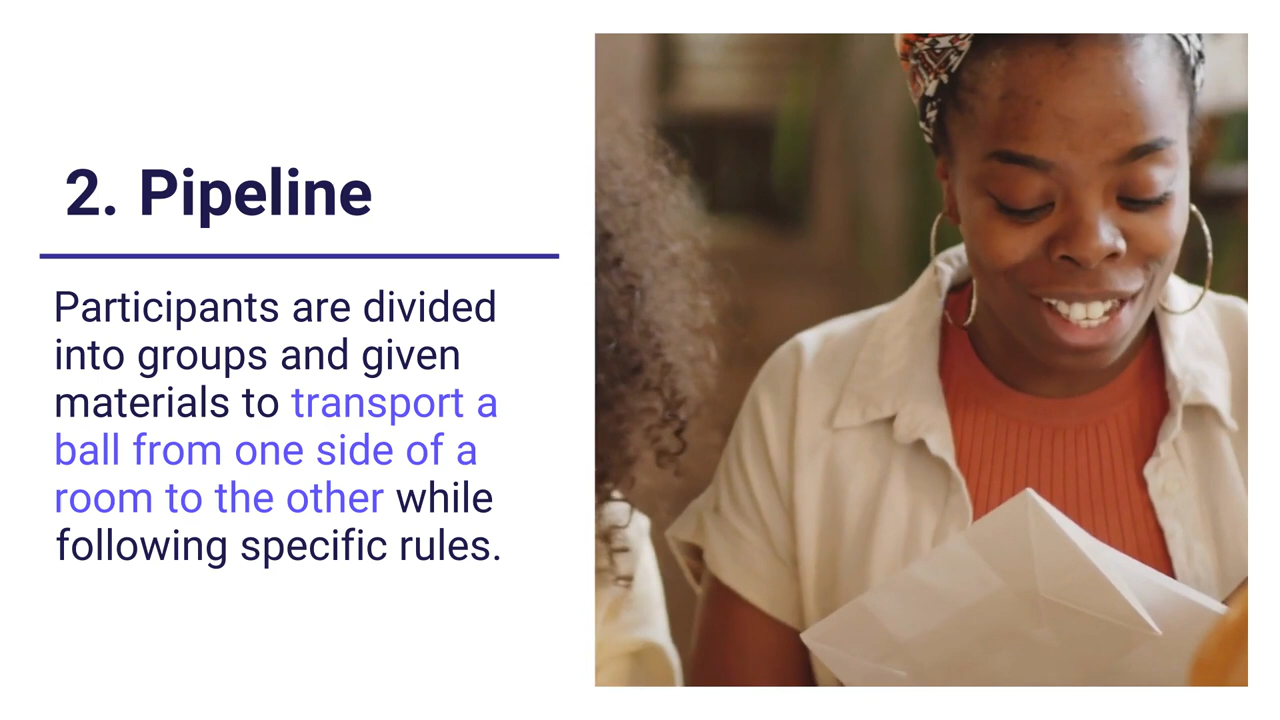 2. Pipeline
Participants are divided
into groups and given
materials to transport a
ball from one side of a
room to the other while
following specific rules.